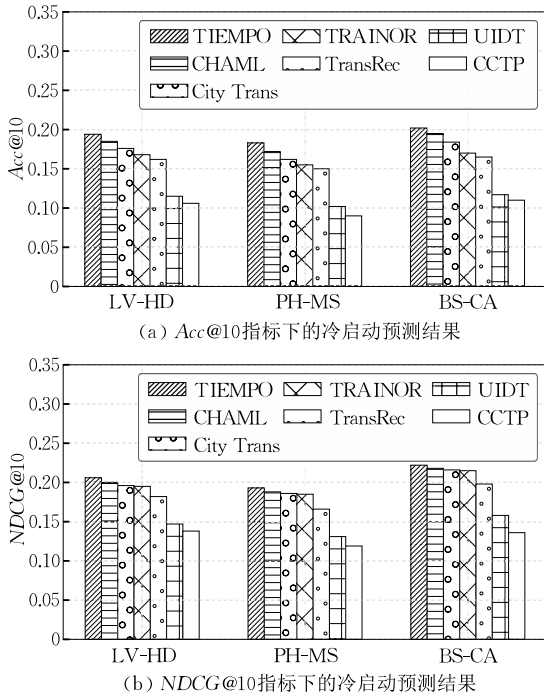 0.35
TIEMPO TRAINOR UIDT
0.30
CHAML TransRec CCTP
0.25
City Trans
0.20
0.15
0.10
0.05
0
Acc@10
LV-HD PH-MS BS-CA
(a) Acc@10指标下的冷启动预测结果
0.35
TIEMPO TRAINOR UIDT
0.30
CHAML TransRec CCTP
0.25
City Trans
0.20
0.15
0.10
0.05
0
NDCG@10
LV-HD PH-MS BS-CA
(b) NDCG@10指标下的冷启动预测结果